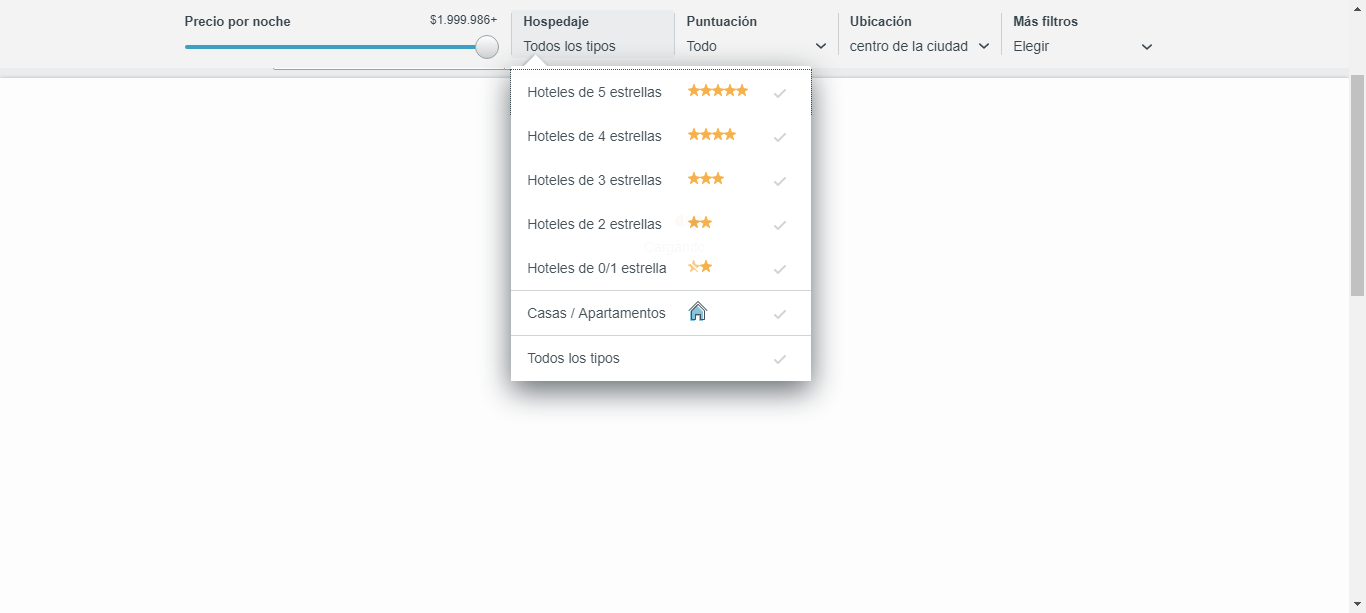 Precio por noche
$1.999.986+
Hospedaje
Todos los tipos
Puntuación
Todo
Ubicación
centro de la ciudad
Más filtros
Elegir
Hoteles de 5 estrellas
Hoteles de 4 estrellas
Hoteles de 3 estrellas
Hoteles de 2 estrellas
Hoteles de 0/1 estrella
Casas / Apartamentos
Todos los tipos